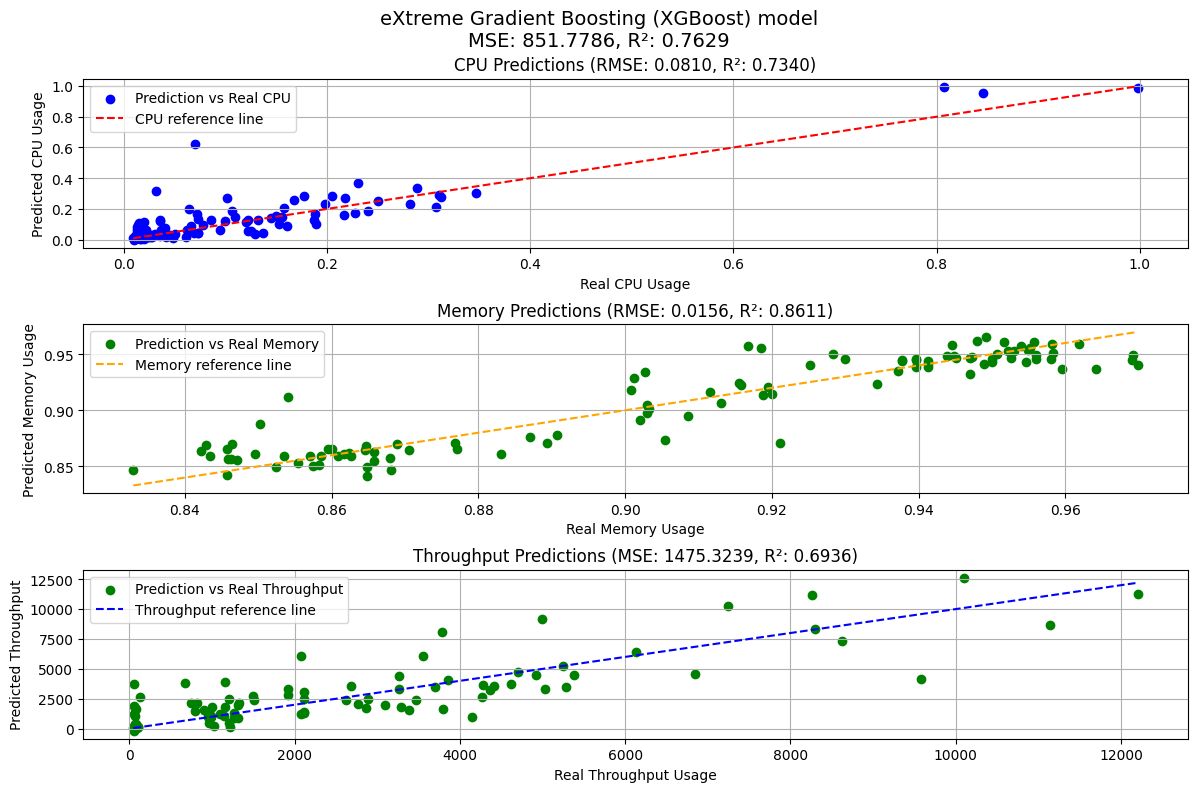 eXtreme Gradient Boosting (XGBoost) model
MSE: 851.7786, R²: 0.7629
CPU Predictions (RMSE: 0.0810, R²: 0.7340)
Prediction vs Real CPU
CPU reference line
Predicted CPU Usage
1.0
0.8
0.6
0.4
0.2
0.0
0.0 0.2 0.4 0.6 0.8 1.0
Real CPU Usage
Memory Predictions (RMSE: 0.0156, R²: 0.8611)
Prediction vs Real Memory
Memory reference line
Predicted Memory Usage
0.95
0.90
0.85
0.84 0.86 0.88 0.90 0.92 0.94 0.96
Real Memory Usage
Throughput Predictions (MSE: 1475.3239, R²: 0.6936)
Prediction vs Real Throughput
Throughput reference line
Predicted Throughput
12500
10000
7500
5000
2500
0
0 2000 4000 6000 8000 10000 12000
Real Throughput Usage